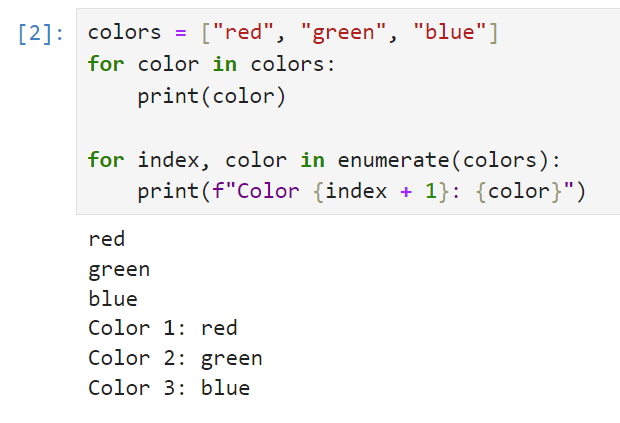 [2]: colors = ["red", "green", "blue"]
for color in colors:
    print(color)

for index, color in enumerate(colors):
    print(f"Color {index + 1}: {color}")
red
green
blue
Color 1: red
Color 2: green
Color 3: blue